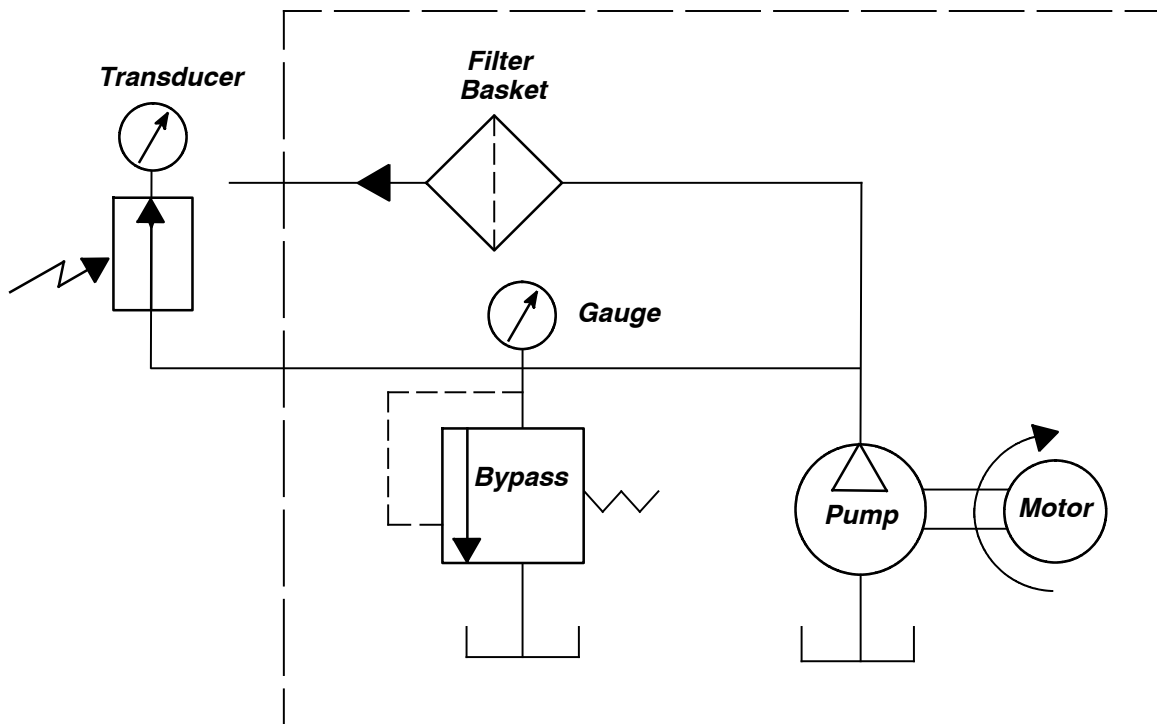 Filter
Basket
Transducer
Gauge
Bypass
Pump
Motor